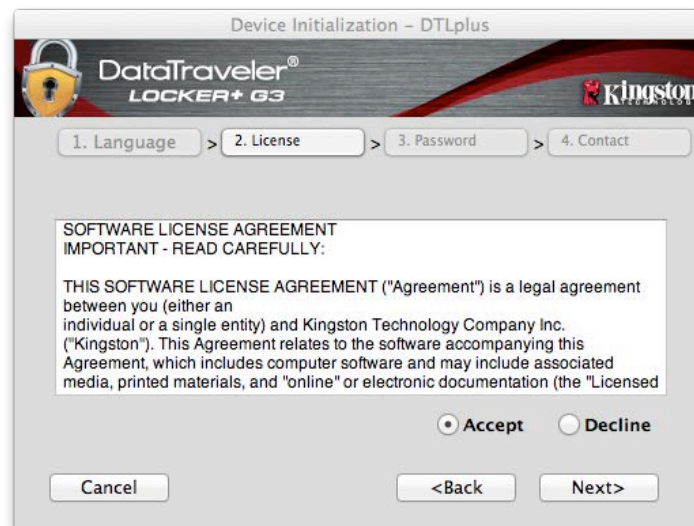 Device Initialization – DTLplus
DataTraveler®
LOCKER+ G3
Kingston
TECHNOLOGY
1. Language > 2. License > 3. Password > 4. Contact
SOFTWARE LICENSE AGREEMENT
IMPORTANT - READ CAREFULLY:
THIS SOFTWARE LICENSE AGREEMENT ("Agreement") is a legal agreement
between you (either an
individual or a single entity) and Kingston Technology Company Inc.
("Kingston"). This Agreement relates to the software accompanying this
Agreement, which includes computer software and may include associated
media, printed materials, and "online" or electronic documentation (the "Licensed
Accept Decline
Cancel <Back Next>